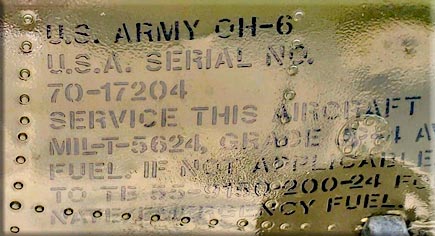 U.S. ARMY OH-6
U.S.A. SERIAL NO.
70-17204
SERVICE THIS AIRCRAFT
MIL-T-5624, GRADE
FUEL. IF NOT APPLICABLE
TO TB 55-9150-200-24
FUEL.